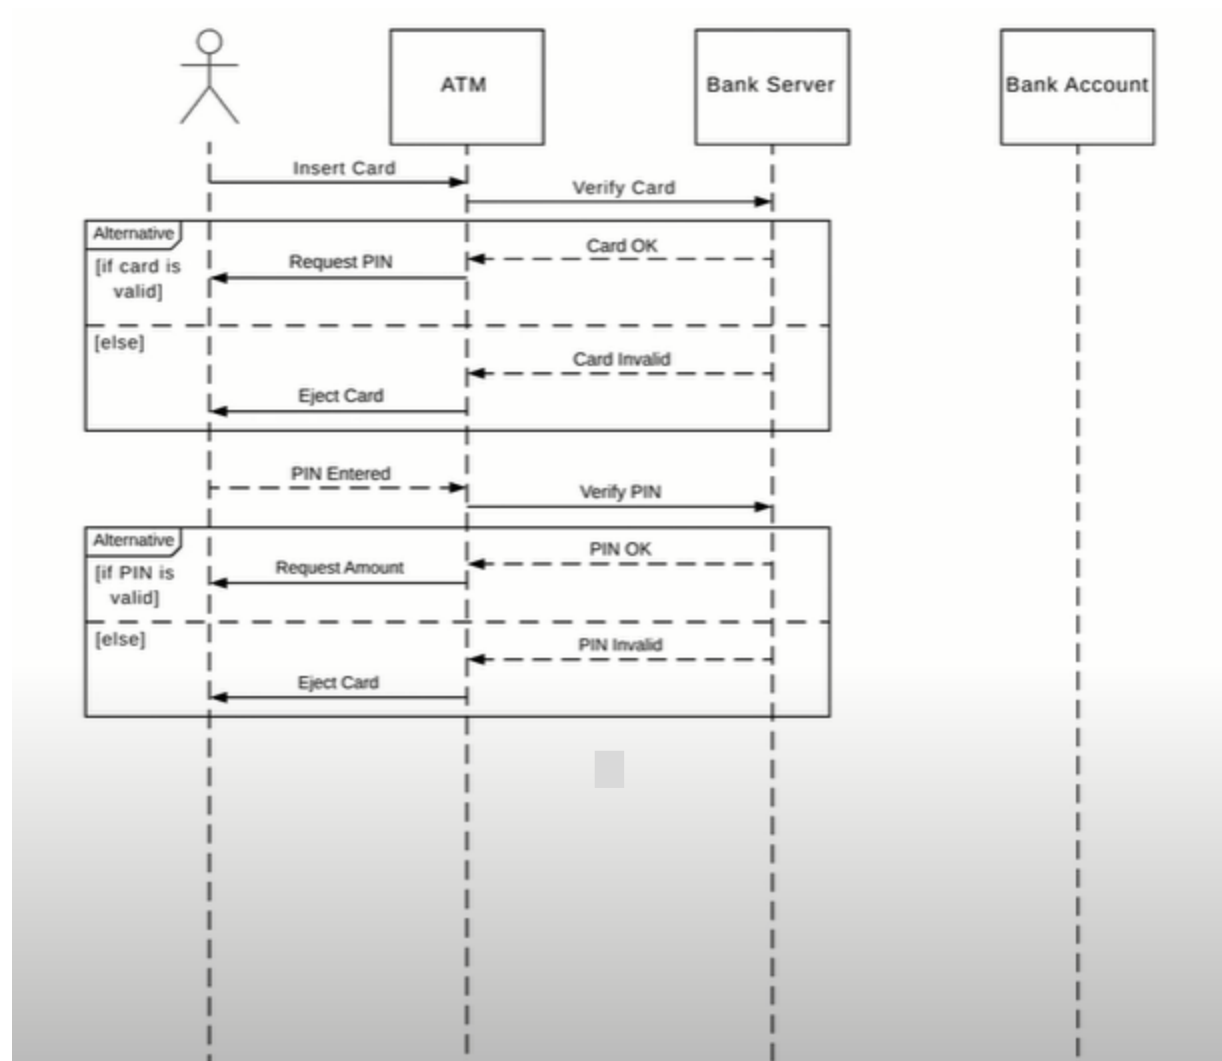 ATM
Bank Server
Bank Account
Insert Card
Verify Card
Alternative
Card OK
[if card is
valid]
Request PIN
[else]
Card Invalid
Eject Card
PIN Entered
Verify PIN
Alternative
PIN OK
[if PIN is
valid]
Request Amount
[else]
PIN Invalid
Eject Card